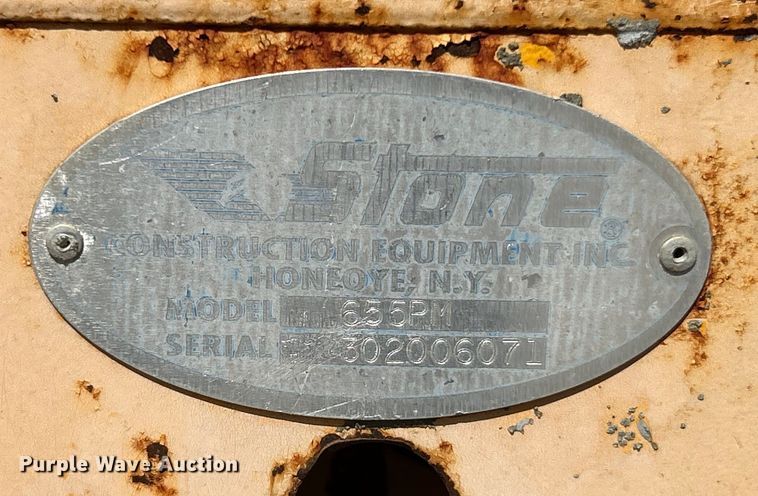 Stone ®
CONSTRUCTION EQUIPMENT INC.
HONEOYE, N.Y.
MODEL 655PM
SERIAL 302006071
Purple Wave Auction